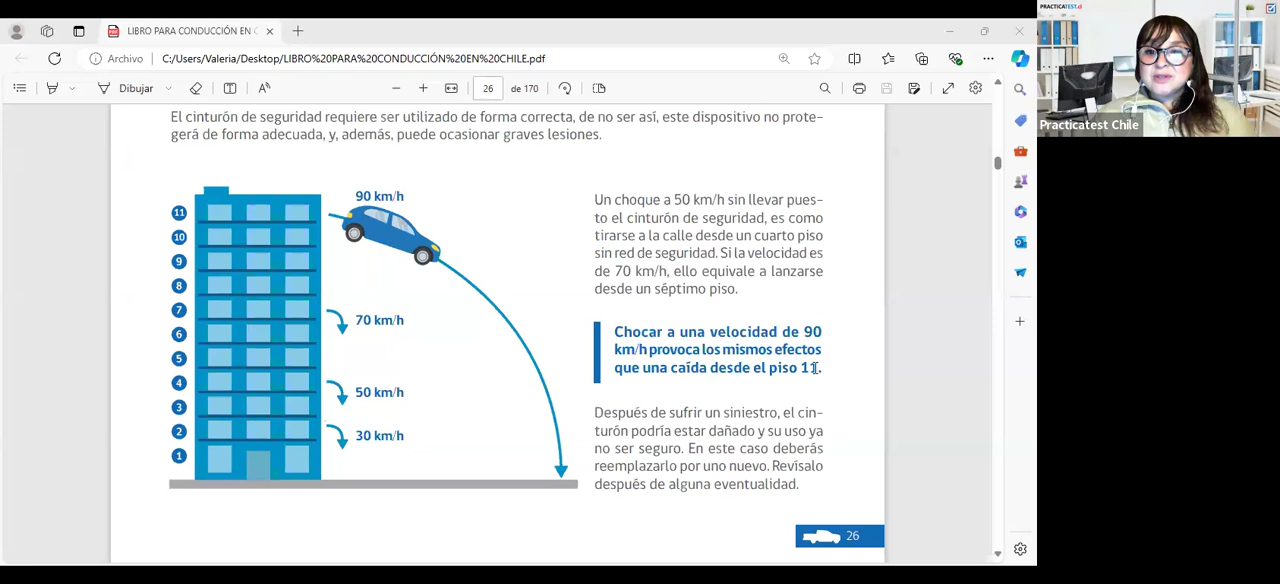 LIBRO PARA CONDUCCIÓN EN C
Archivo
C:/Users/Valeria/Desktop/LIBRO%20PARA%20CONDUCCIÓN%20EN%20CHILE.pdf
Dibujar
26
de 170
El cinturón de seguridad requiere ser utilizado de forma correcta, de no ser así, este dispositivo no prote-
gerá de forma adecuada, y, además, puede ocasionar graves lesiones.
90 km/h
11
10
9
8
7
6
5
4
3
2
1
70 km/h
50 km/h
30 km/h
Un choque a 50 km/h sin llevar pues-
to el cinturón de seguridad, es como
tirarse a la calle desde un cuarto piso
sin red de seguridad. Si la velocidad es
de 70 km/h, ello equivale a lanzarse
desde un séptimo piso.
Chocar a una velocidad de 90
km/h provoca los mismos efectos
que una caída desde el piso 11.
Después de sufrir un siniestro, el cin-
turón podría estar dañado y su uso ya
no ser seguro. En este caso deberás
reemplazarlo por uno nuevo. Revísalo
después de alguna eventualidad.
26
PRACTICATEST.cl
Practicatest Chile